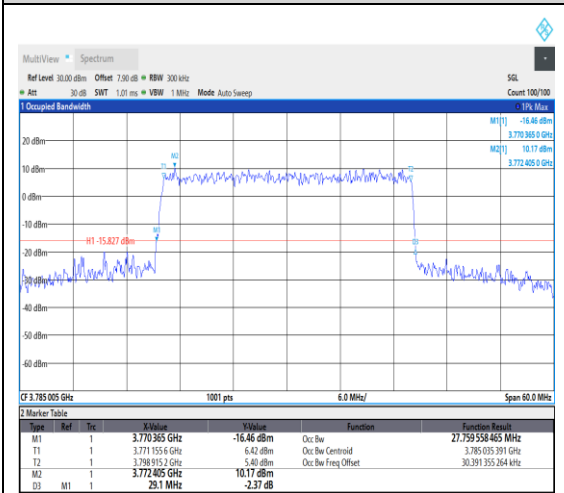 MultiView Spectrum
Ref Level 30.00 dBm Offset 7.90 dB RBW 300 kHz SGL
Att 30 dB SWT 1.01 ms VBW 1 MHz Mode Auto Sweep Count 100/100
1 Occupied Bandwidth 1Pk Max
M1[1] -16.46 dBm
3.770 365 0 GHz
M2[1] 10.17 dBm
3.772 405 0 GHz
20 dBm
M2
T1
T2
0 dBm
-10 dBm
M1
H1 -15.827 dBm
D3
-20 dBm
-30 dBm
-40 dBm
-50 dBm
-60 dBm
CF 3.785 005 GHz 1001 pts 6.0 MHz/ Span 60.0 MHz
2 Marker Table
Type Ref Trc X-Value Y-Value Function Function Result
M1 1 3.770 365 GHz -16.46 dBm Occ Bw 27.759 558 465 MHz
T1 1 3.771 155 6 GHz 6.42 dBm Occ Bw Centroid 3.785 035 391 GHz
T2 1 3.798 915 2 GHz 5.40 dBm Occ Bw Freq Offset 30.391 355 264 kHz
M2 1 3.772 405 GHz 10.17 dBm
D3 M1 1 29.1 MHz -2.37 dB